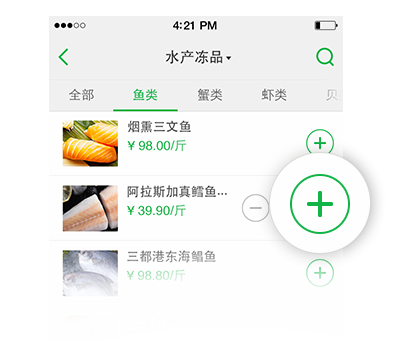 4:21 PM
水产冻品
全部 鱼类 蟹类 虾类 贝
烟熏三文鱼
¥ 98.00/斤
阿拉斯加真鳕鱼...
¥ 39.90/斤
三都港东海鲳鱼
¥ 98.80/斤